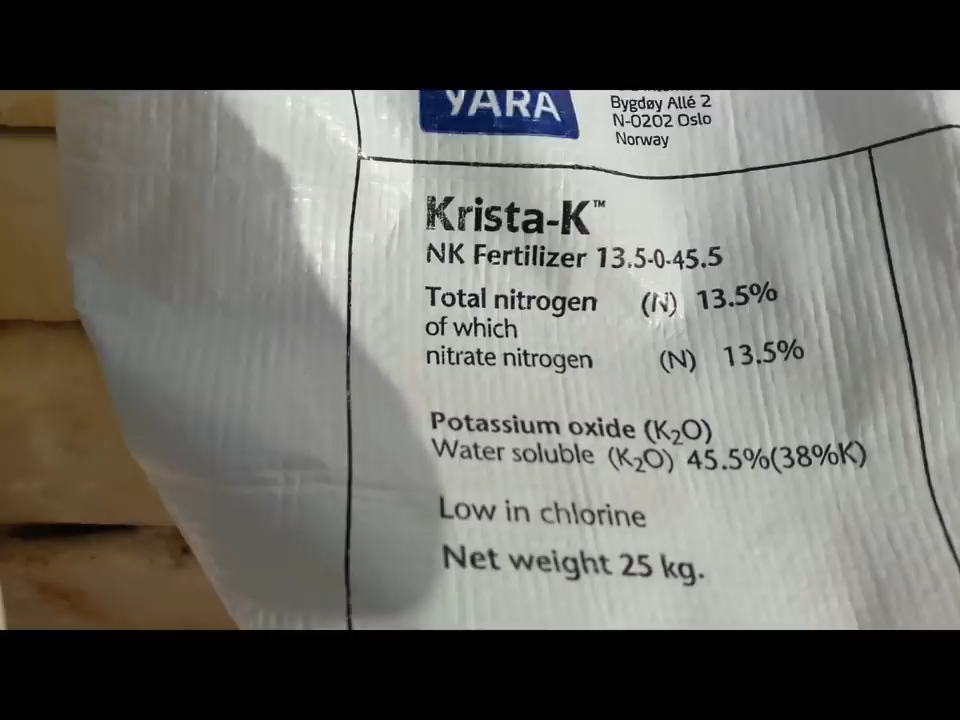 YARA
Bygdøy Allé 2
N-0202 Oslo
Norway
Krista-K™
NK Fertilizer 13.5-0-45.5
Total nitrogen (N) 13.5%
of which
nitrate nitrogen (N) 13.5%
Potassium oxide (K₂O)
Water soluble (K₂O) 45.5%(38%K)
Low in chlorine
Net weight 25 kg.